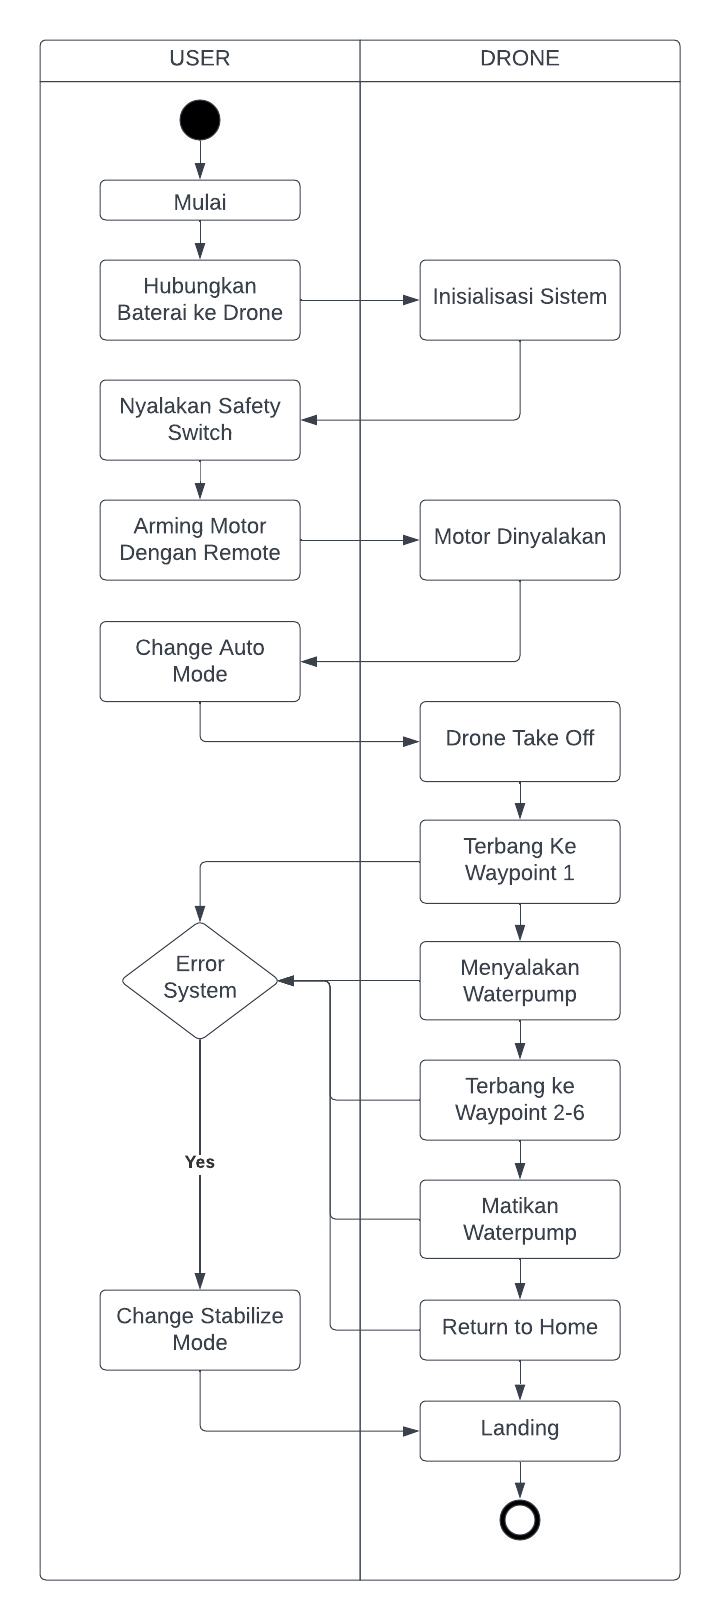 USER
DRONE
Mulai
Hubungkan
Baterai ke Drone
Inisialisasi Sistem
Nyalakan Safety
Switch
Arming Motor
Dengan Remote
Motor Dinyalakan
Change Auto
Mode
Drone Take Off
Terbang Ke
Waypoint 1
Error
System
Menyalakan
Waterpump
Terbang ke
Waypoint 2-6
Yes
Matikan
Waterpump
Change Stabilize
Mode
Return to Home
Landing